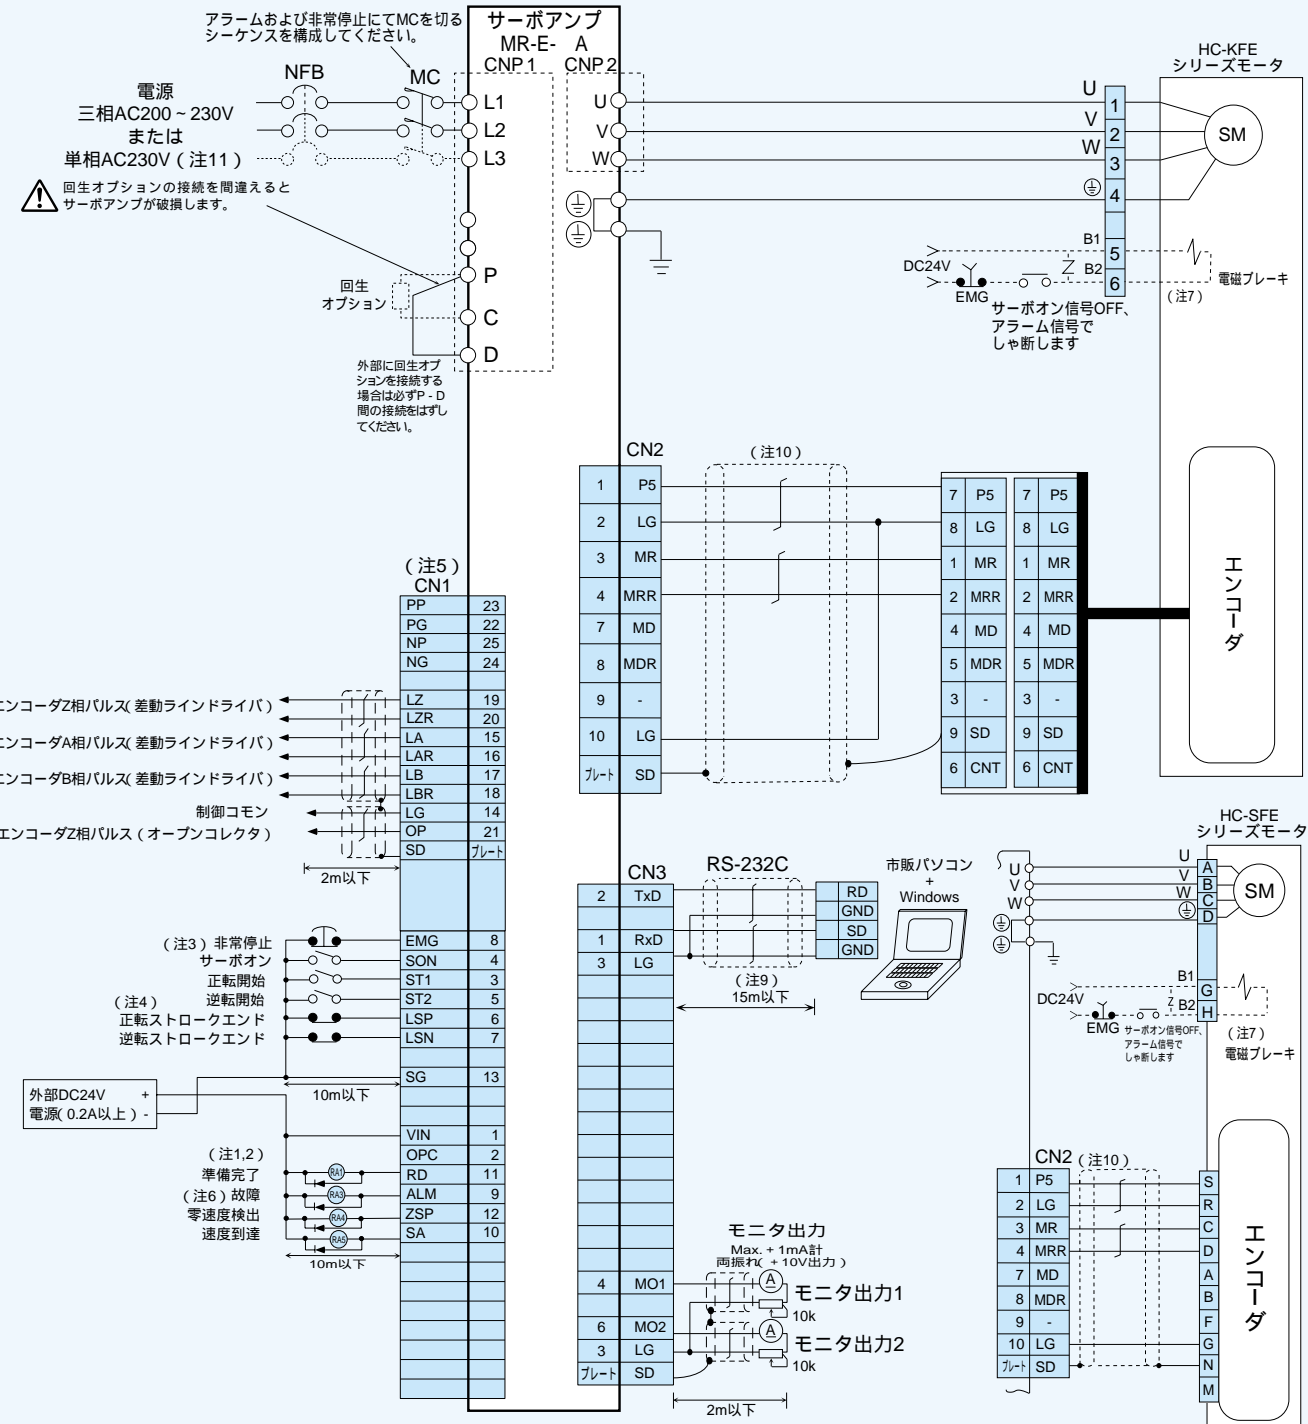 アラームおよび非常停止にてMCを切る
シーケンスを構成してください。
サーボアンプ
MR-E- A
CNP1
CNP2
NFB
MC
電源
三相AC200~230V
または
単相AC230V(注11)
L1
L2
L3
U
V
W
回生オプションの接続を間違えると
サーボアンプが破損します。
回生
オプション
P
C
D
外部に回生オプ
ションを接続する
場合は必ずP-D
間の接続をはずし
てください。
HC-KFE
シリーズモータ
U
V
W
1
2
3
4
5
6
SM
B1
B2
DC24V
EMG
サーボオン信号OFF、
アラーム信号で
しゃ断します
(注7)
電磁ブレーキ
CN2
(注10)
1 P5
2 LG
3 MR
4 MRR
7 MD
8 MDR
9 -
10 LG
プレート SD
7 P5 7 P5
8 LG 8 LG
1 MR 1 MR
2 MRR 2 MRR
4 MD 4 MD
5 MDR 5 MDR
3 - 3 -
9 SD 9 SD
6 CNT 6 CNT
エンコーダ
(注5)
CN1
PP 23
PG 22
NP 25
NG 24
エンコーダZ相パルス(差動ラインドライバ)
LZ 19
LZR 20
エンコーダA相パルス(差動ラインドライバ)
LA 15
LAR 16
エンコーダB相パルス(差動ラインドライバ)
LB 17
LBR 18
制御コモン
LG 14
エンコーダZ相パルス(オープンコレクタ)
OP 21
SD プレート
2m以下
(注3)非常停止
EMG 8
サーボオン
SON 4
正転開始
ST1 3
(注4) 逆転開始
ST2 5
正転ストロークエンド
LSP 6
逆転ストロークエンド
LSN 7
SG 13
10m以下
外部DC24V +
電源(0.2A以上) -
VIN 1
(注1,2)
OPC 2
準備完了
RA1
RD 11
(注6)故障
RA3
ALM 9
零速度検出
RA4
ZSP 12
速度到達
RA5
SA 10
10m以下
CN3
RS-232C
2 TxD
1 RxD
3 LG
RD
GND
SD
GND
(注9)
15m以下
市販パソコン
+
Windows
モニタ出力
Max. + 1mA計
両振れ( + 10V出力)
4 MO1
A
モニタ出力1
10k
6 MO2
A
モニタ出力2
3 LG
10k
プレート SD
2m以下
HC-SFE
シリーズモータ
U
V
W
U
V
W
A
B
C
D
SM
B1
B2
G
H
DC24V
EMG
サーボオン信号OFF、
アラーム信号で
しゃ断します
(注7)
電磁ブレーキ
CN2
(注10)
1 P5 S
2 LG R
3 MR C
4 MRR D
7 MD A
8 MDR B
9 - F
10 LG G
プレート SD N
M
エンコーダ